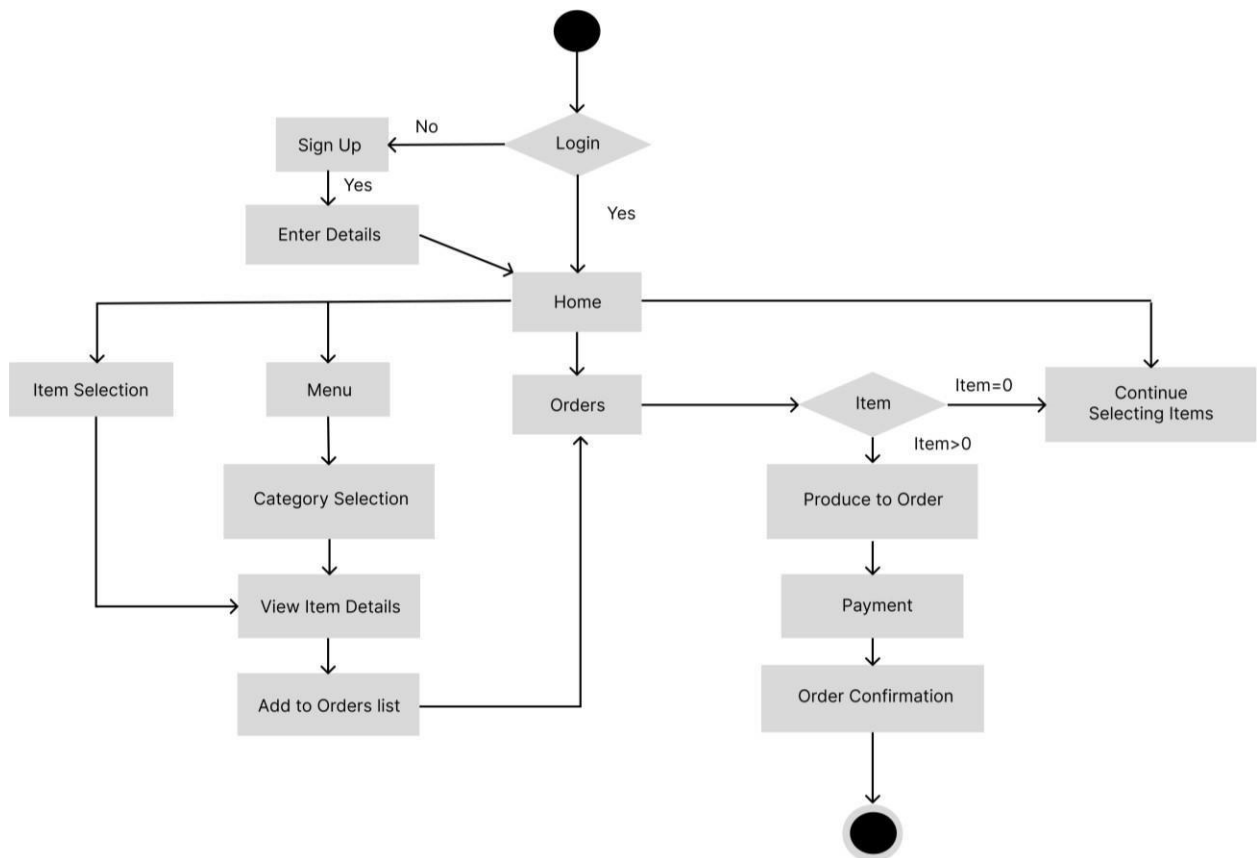 Login
No
Sign Up
Yes
Yes
Enter Details
Home
Item Selection
Menu
Orders
Item
Item=0
Continue
Selecting Items
Item>0
Category Selection
Produce to Order
View Item Details
Payment
Add to Orders list
Order Confirmation